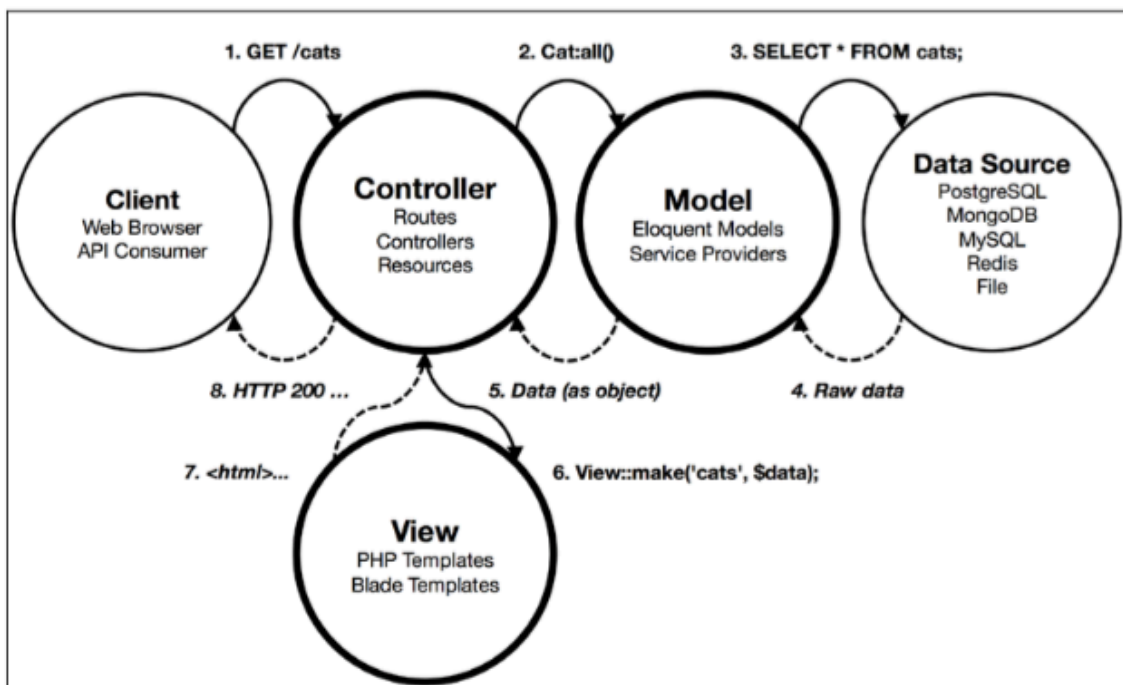 1. GET /cats
2. Cat:all()
3. SELECT * FROM cats;
Client
Web Browser
API Consumer
Controller
Routes
Controllers
Resources
Model
Eloquent Models
Service Providers
Data Source
PostgreSQL
MongoDB
MySQL
Redis
File
8. HTTP 200 ...
5. Data (as object)
4. Raw data
7. <html>...
6. View::make('cats', $data);
View
PHP Templates
Blade Templates